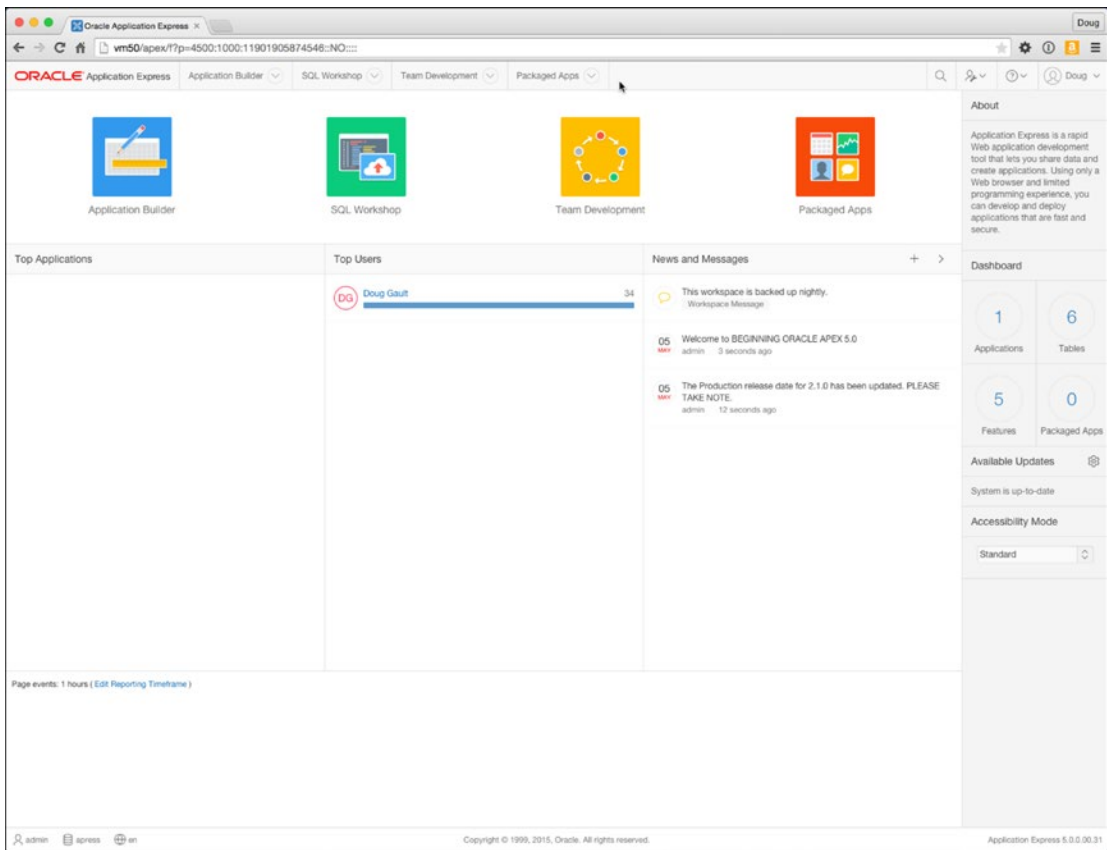 Oracle Application Express
Doug
vm50/apex/f?p=4500:1000:11901905874546::NO::::
ORACLE Application Express
Application Builder
SQL Workshop
Team Development
Packaged Apps
Doug
Application Builder
SQL Workshop
Team Development
Packaged Apps
Top Applications
Top Users
DG
Doug Gault
34
News and Messages
This workspace is backed up nightly.
Workspace Message
05
MAY
Welcome to BEGINNING ORACLE APEX 5.0
admin 3 seconds ago
05
MAY
The Production release date for 2.1.0 has been updated. PLEASE
TAKE NOTE.
admin 12 seconds ago
About
Application Express is a rapid
Web application development
tool that lets you share data and
create applications. Using only a
Web browser and limited
programming experience, you
can develop and deploy
applications that are fast and
secure.
Dashboard
1
Applications
6
Tables
5
Features
0
Packaged Apps
Available Updates
System is up-to-date
Accessibility Mode
Standard
Page events: 1 hours ( Edit Reporting Timeframe )
admin
apress
en
Copyright © 1999, 2015, Oracle. All rights reserved.
Application Express 5.0.0.00.31